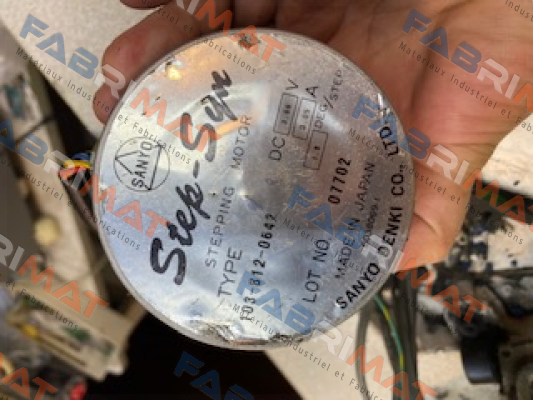 SANYO
Step-Syn
STEPPING MOTOR
TYPE 103-812-0642
DC V
A
DEG/STEP
LOT NO. 07702
MADE IN JAPAN
SANYO DENKI CO., LTD.
FABRIMAT
Matériaux Industriel et Fabrications